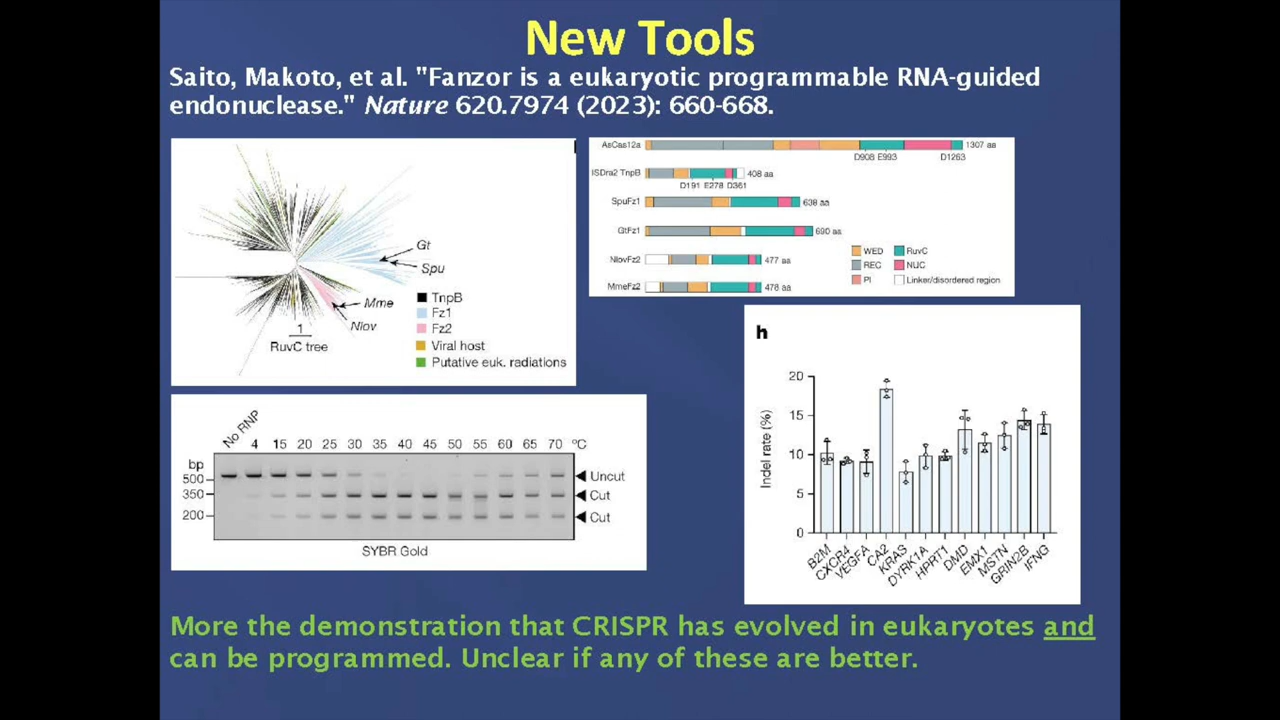 New Tools
Saito, Makoto, et al. "Fanzor is a eukaryotic programmable RNA-guided
endonuclease." Nature 620.7974 (2023): 660-668.
Gt
Spu
Mme
Niov
1
RuvC tree
TnpB
Fz1
Fz2
Viral host
Putative euk. radiations
AsCas12a 1307 aa
D908 E993 D1263
ISDra2 TnpB 408 aa
D191 E278 D361
SpuFz1 638 aa
GtFz1 690 aa
NlovFz2 477 aa
MmeFz2 478 aa
WED RuvC
REC NUC
PI Linker/disordered region
No RNP 4 15 20 25 30 35 40 45 50 55 60 65 70 °C
bp
500
350
200
Uncut
Cut
Cut
SYBR Gold
h
Indel rate (%)
20
15
10
5
0
B2M CXCR4 VEGFA CA2 KRAS DYRK1A HPRT1 DMD EMX1 MSTN GRIN2B IFNG
More the demonstration that CRISPR has evolved in eukaryotes and
can be programmed. Unclear if any of these are better.